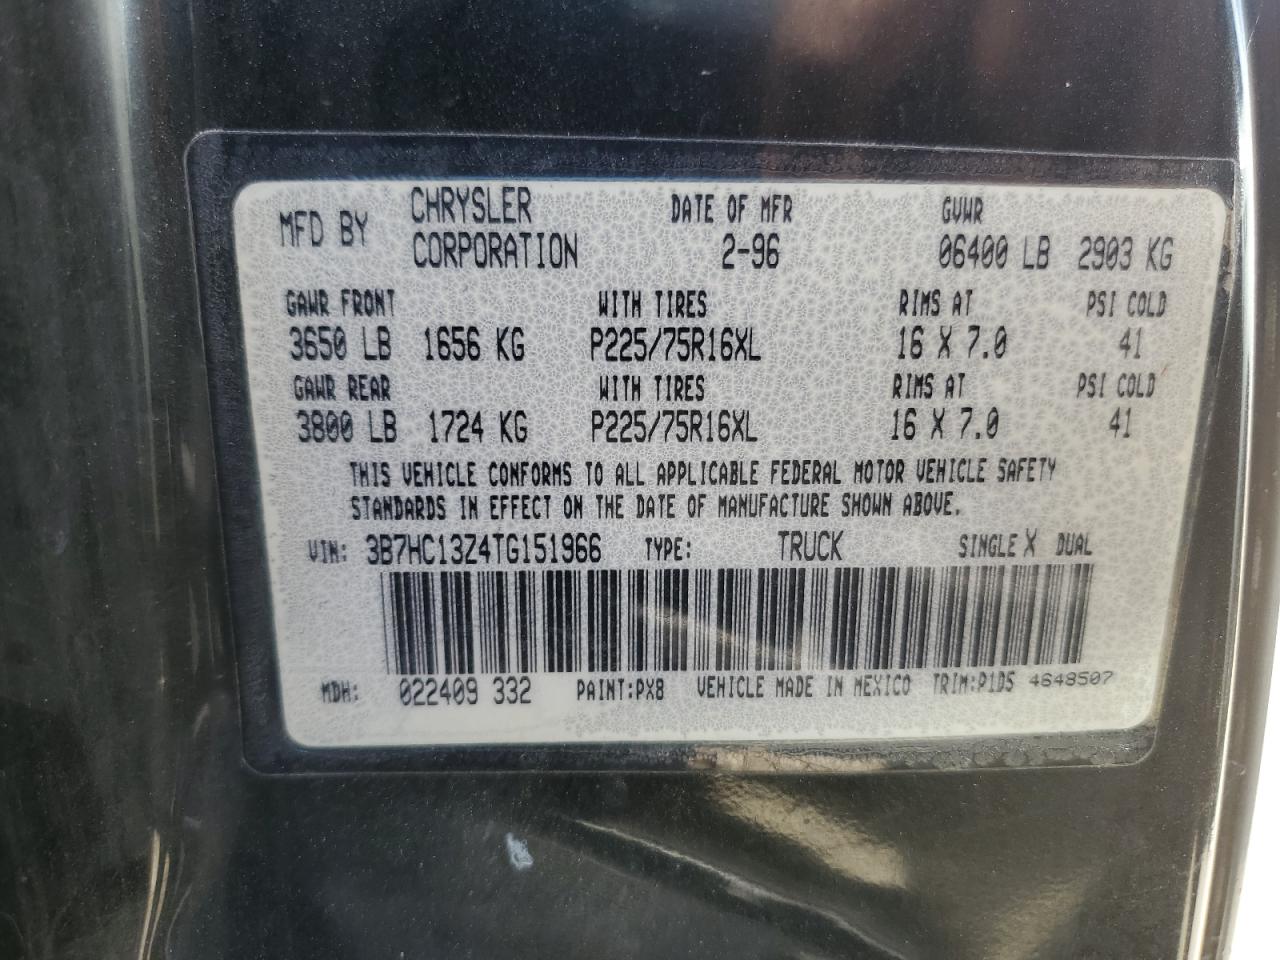 MFD BY CHRYSLER CORPORATION DATE OF MFR 2-96 GVWR 06400 LB 2903 KG
GAWR FRONT WITH TIRES RIMS AT PSI COLD
3650 LB 1656 KG P225/75R16XL 16 X 7.0 41
GAWR REAR WITH TIRES RIMS AT PSI COLD
3800 LB 1724 KG P225/75R16XL 16 X 7.0 41
THIS VEHICLE CONFORMS TO ALL APPLICABLE FEDERAL MOTOR VEHICLE SAFETY
STANDARDS IN EFFECT ON THE DATE OF MANUFACTURE SHOWN ABOVE.
VIN: 3B7HC13Z4TG151966 TYPE: TRUCK SINGLE X DUAL
MDH: 022409 332 PAINT:PX8 VEHICLE MADE IN MEXICO TRIM:P1D5 4648507